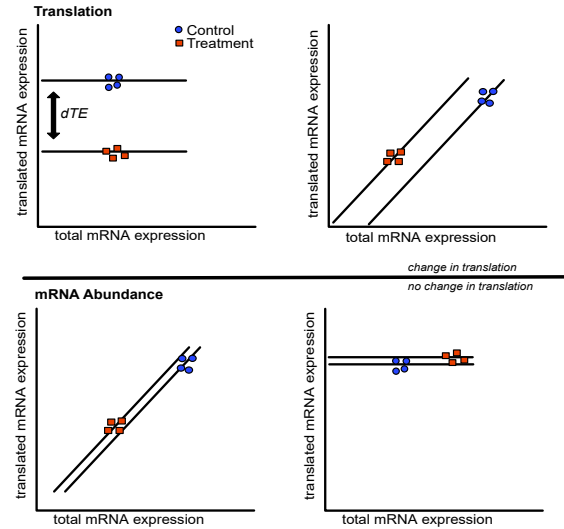 Translation
Control
Treatment
dTE
translated mRNA expression
total mRNA expression
translated mRNA expression
total mRNA expression
change in translation
no change in translation
mRNA Abundance
translated mRNA expression
total mRNA expression
translated mRNA expression
total mRNA expression